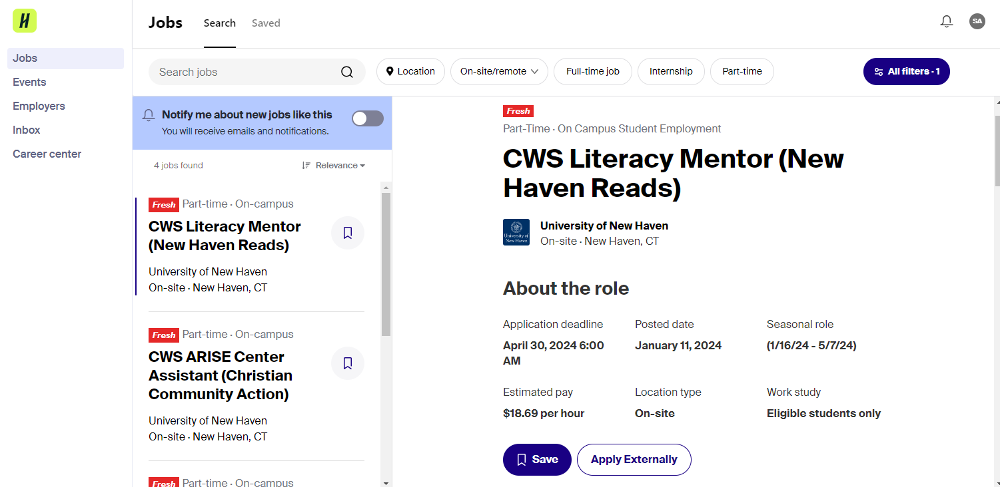 H
Jobs
Events
Employers
Inbox
Career center
Jobs Search Saved
SA
Search jobs
Location
On-site/remote
Full-time job
Internship
Part-time
All filters · 1
Notify me about new jobs like this
You will receive emails and notifications.
4 jobs found
Relevance
Fresh Part-time · On-campus
CWS Literacy Mentor
(New Haven Reads)
University of New Haven
On-site · New Haven, CT
Fresh Part-time · On-campus
CWS ARISE Center
Assistant (Christian
Community Action)
University of New Haven
On-site · New Haven, CT
Fresh Part-time · On-campus
Fresh
Part-Time · On Campus Student Employment
CWS Literacy Mentor (New
Haven Reads)
University of
New Haven
University of New Haven
On-site · New Haven, CT
About the role
Application deadline
April 30, 2024 6:00
AM
Posted date
January 11, 2024
Seasonal role
(1/16/24 - 5/7/24)
Estimated pay
$18.69 per hour
Location type
On-site
Work study
Eligible students only
Save
Apply Externally